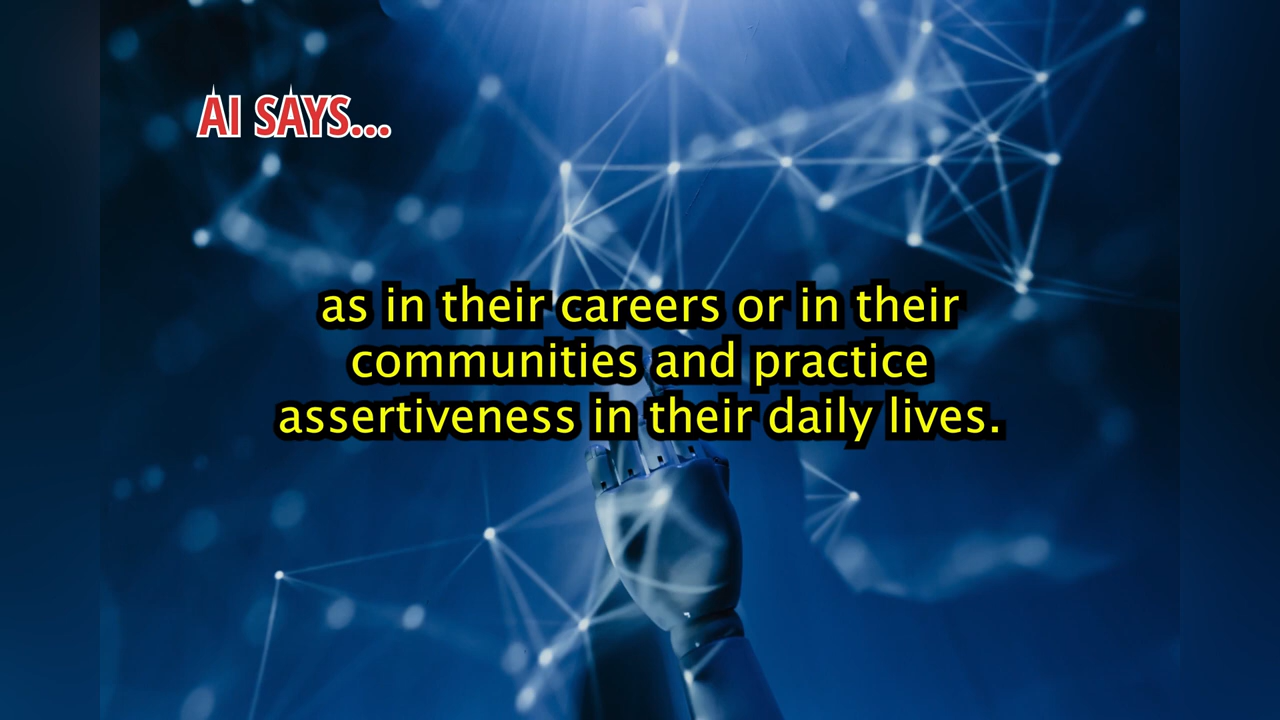 AI SAYS...
as in their careers or in their
communities and practice
assertiveness in their daily lives.